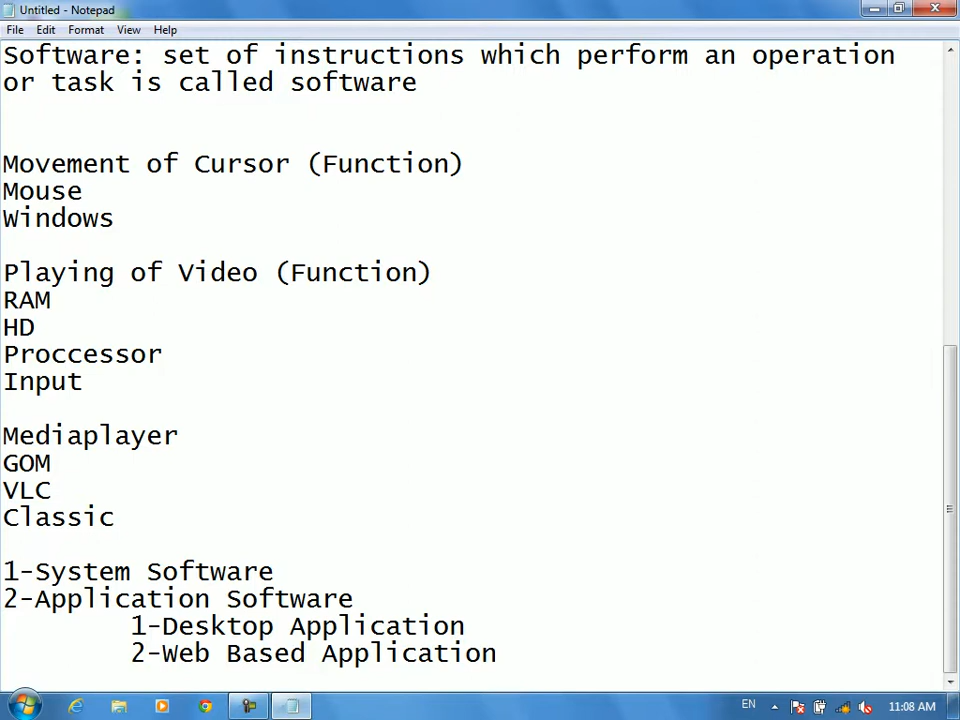 Untitled - Notepad
File Edit Format View Help
Software: set of instructions which perform an operation
or task is called software
Movement of Cursor (Function)
Mouse
Windows
Playing of Video (Function)
RAM
HD
Proccessor
Input
Mediaplayer
GOM
VLC
Classic
1-System Software
2-Application Software
1-Desktop Application
2-Web Based Application
EN 11:08 AM